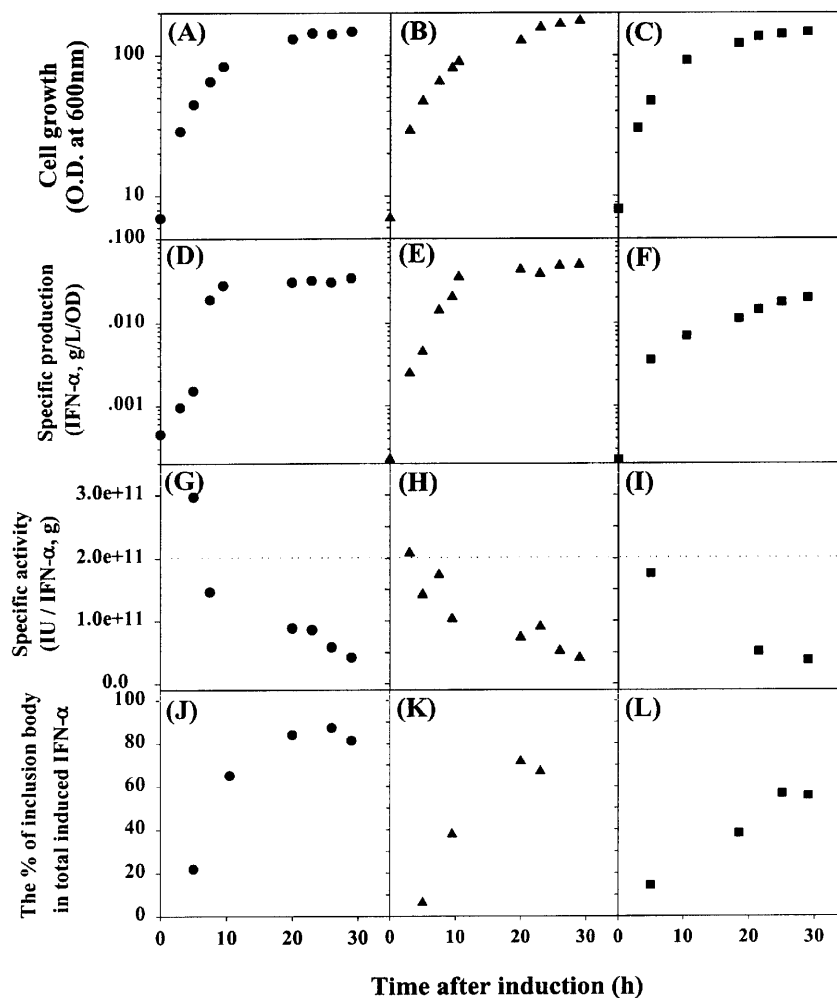 (A) (B) (C)
100
10
Cell growth
(O.D. at 600nm)
(D) (E) (F)
.100
.010
.001
Specific production
(IFN-α, g/L/OD)
(G) (H) (I)
3.0e+11
2.0e+11
1.0e+11
0.0
Specific activity
(IU / IFN-α, g)
(J) (K) (L)
100
80
60
40
20
0
The % of inclusion body
in total induced IFN-α
0 10 20 30 0 10 20 30 0 10 20 30
Time after induction (h)